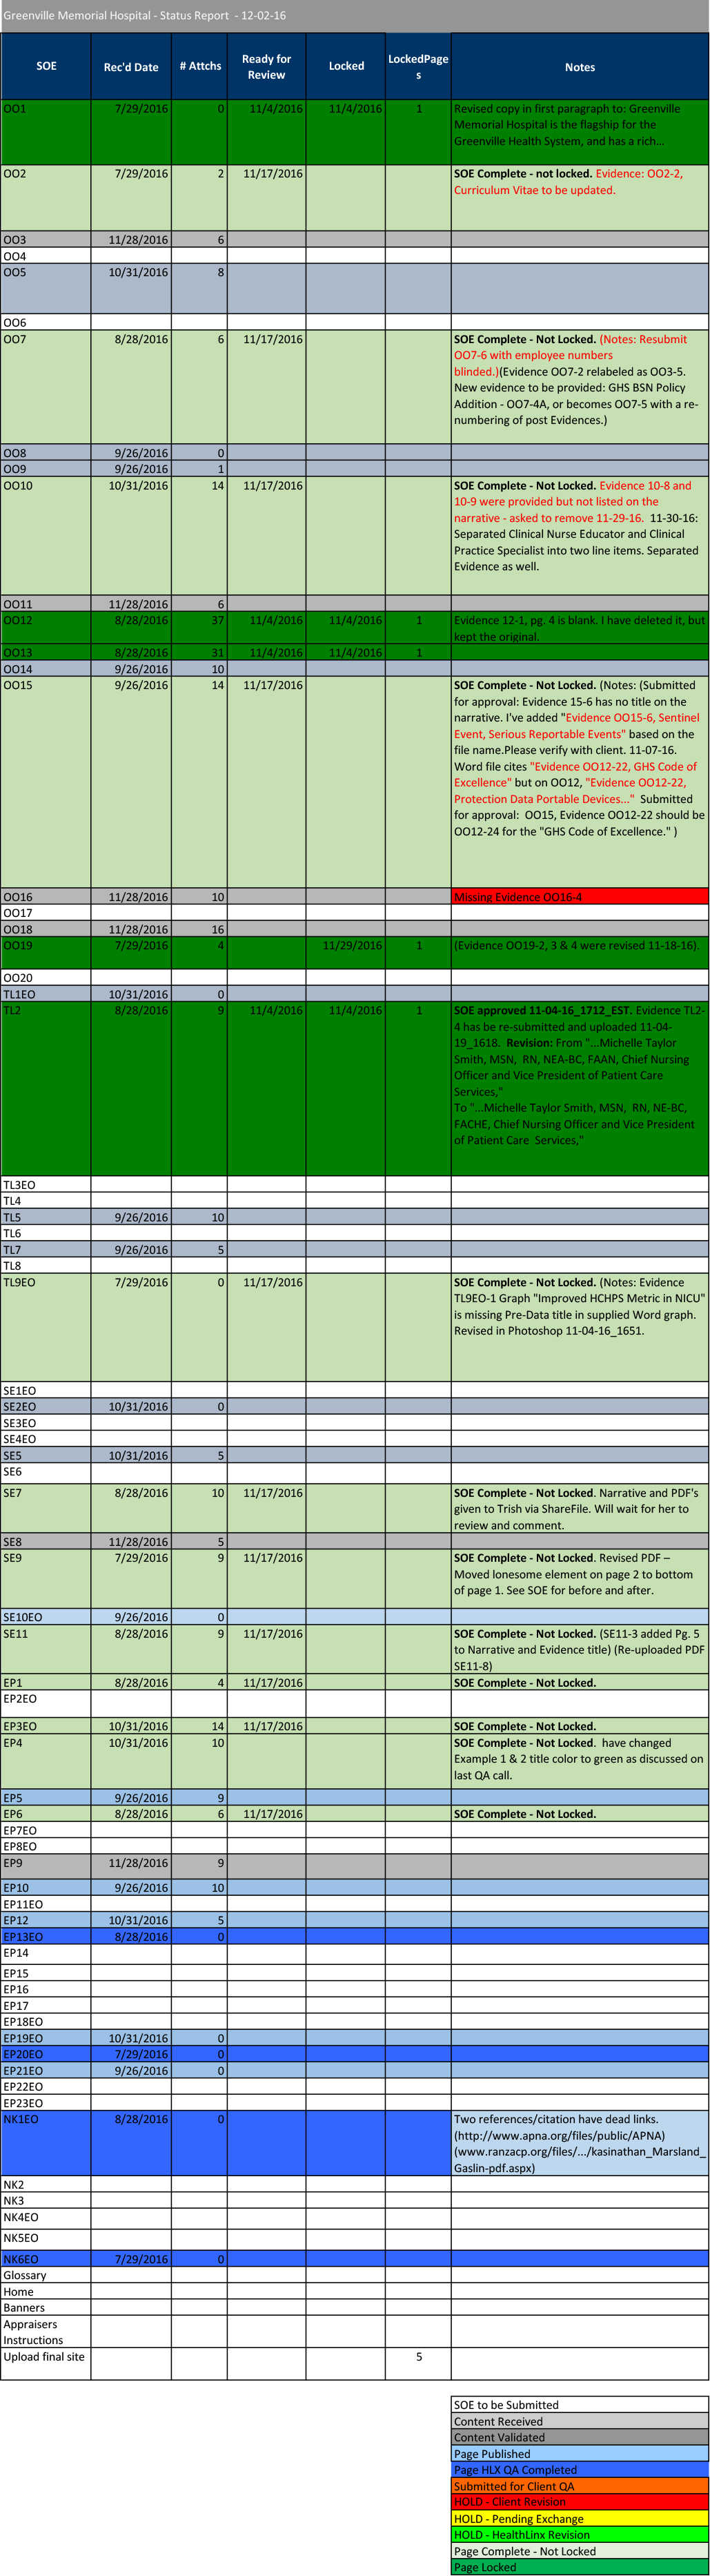 Greenville Memorial Hospital - Status Report - 12-02-16
SOE Rec'd Date # Attchs Ready for Review Locked LockedPages Notes
OO1 7/29/2016 0 11/4/2016 11/4/2016 1 Revised copy in first paragraph to: Greenville
Memorial Hospital is the flagship for the
Greenville Health System, and has a rich...
OO2 7/29/2016 2 11/17/2016 SOE Complete - not locked. Evidence: OO2-2,
Curriculum Vitae to be updated.
OO3 11/28/2016 6
OO4
OO5 10/31/2016 8
OO6
OO7 8/28/2016 6 11/17/2016 SOE Complete - Not Locked. (Notes: Resubmit
OO7-6 with employee numbers
blinded.)(Evidence OO7-2 relabeled as OO3-5.
New evidence to be provided: GHS BSN Policy
Addition - OO7-4A, or becomes OO7-5 with a re-
numbering of post Evidences.)
OO8 9/26/2016 0
OO9 9/26/2016 1
OO10 10/31/2016 14 11/17/2016 SOE Complete - Not Locked. Evidence 10-8 and
10-9 were provided but not listed on the
narrative - asked to remove 11-29-16. 11-30-16:
Separated Clinical Nurse Educator and Clinical
Practice Specialist into two line items. Separated
Evidence as well.
OO11 11/28/2016 6
OO12 8/28/2016 37 11/4/2016 11/4/2016 1 Evidence 12-1, pg. 4 is blank. I have deleted it, but
kept the original.
OO13 8/28/2016 31 11/4/2016 11/4/2016 1
OO14 9/26/2016 10
OO15 9/26/2016 14 11/17/2016 SOE Complete - Not Locked. (Notes: (Submitted
for approval: Evidence 15-6 has no title on the
narrative. I've added "Evidence OO15-6, Sentinel
Event, Serious Reportable Events" based on the
file name.Please verify with client. 11-07-16.
Word file cites "Evidence OO12-22, GHS Code of
Excellence" but on OO12, "Evidence OO12-22,
Protection Data Portable Devices..." Submitted
for approval: OO15, Evidence OO12-22 should be
OO12-24 for the "GHS Code of Excellence." )
OO16 11/28/2016 10 Missing Evidence OO16-4
OO17
OO18 11/28/2016 16
OO19 7/29/2016 4 11/29/2016 1 (Evidence OO19-2, 3 & 4 were revised 11-18-16).
OO20
TL1EO 10/31/2016 0
TL2 8/28/2016 9 11/4/2016 11/4/2016 1 SOE approved 11-04-16_1712_EST. Evidence TL2-
4 has be re-submitted and uploaded 11-04-
19_1618. Revision: From "...Michelle Taylor
Smith, MSN, RN, NEA-BC, FAAN, Chief Nursing
Officer and Vice President of Patient Care
Services,"
To "...Michelle Taylor Smith, MSN, RN, NE-BC,
FACHE, Chief Nursing Officer and Vice President
of Patient Care Services,"
TL3EO
TL4
TL5 9/26/2016 10
TL6
TL7 9/26/2016 5
TL8
TL9EO 7/29/2016 0 11/17/2016 SOE Complete - Not Locked. (Notes: Evidence
TL9EO-1 Graph "Improved HCHPS Metric in NICU"
is missing Pre-Data title in supplied Word graph.
Revised in Photoshop 11-04-16_1651.
SE1EO
SE2EO 10/31/2016 0
SE3EO
SE4EO
SE5 10/31/2016 5
SE6
SE7 8/28/2016 10 11/17/2016 SOE Complete - Not Locked. Narrative and PDF's
given to Trish via ShareFile. Will wait for her to
review and comment.
SE8 11/28/2016 5
SE9 7/29/2016 9 11/17/2016 SOE Complete - Not Locked. Revised PDF –
Moved lonesome element on page 2 to bottom
of page 1. See SOE for before and after.
SE10EO 9/26/2016 0
SE11 8/28/2016 9 11/17/2016 SOE Complete - Not Locked. (SE11-3 added Pg. 5
to Narrative and Evidence title) (Re-uploaded PDF
SE11-8)
EP1 8/28/2016 4 11/17/2016 SOE Complete - Not Locked.
EP2EO
EP3EO 10/31/2016 14 11/17/2016 SOE Complete - Not Locked.
EP4 10/31/2016 10 SOE Complete - Not Locked. have changed
Example 1 & 2 title color to green as discussed on
last QA call.
EP5 9/26/2016 9
EP6 8/28/2016 6 11/17/2016 SOE Complete - Not Locked.
EP7EO
EP8EO
EP9 11/28/2016 9
EP10 9/26/2016 10
EP11EO
EP12 10/31/2016 5
EP13EO 8/28/2016 0
EP14
EP15
EP16
EP17
EP18EO
EP19EO 10/31/2016 0
EP20EO 7/29/2016 0
EP21EO 9/26/2016 0
EP22EO
EP23EO
NK1EO 8/28/2016 0 Two references/citation have dead links.
(http://www.apna.org/files/public/APNA)
(www.ranzacp.org/files/.../kasinathan_Marsland_
Gaslin-pdf.aspx)
NK2
NK3
NK4EO
NK5EO
NK6EO 7/29/2016 0
Glossary
Home
Banners
Appraisers
Instructions
Upload final site 5
SOE to be Submitted
Content Received
Content Validated
Page Published
Page HLX QA Completed
Submitted for Client QA
HOLD - Client Revision
HOLD - Pending Exchange
HOLD - HealthLinx Revision
Page Complete - Not Locked
Page Locked